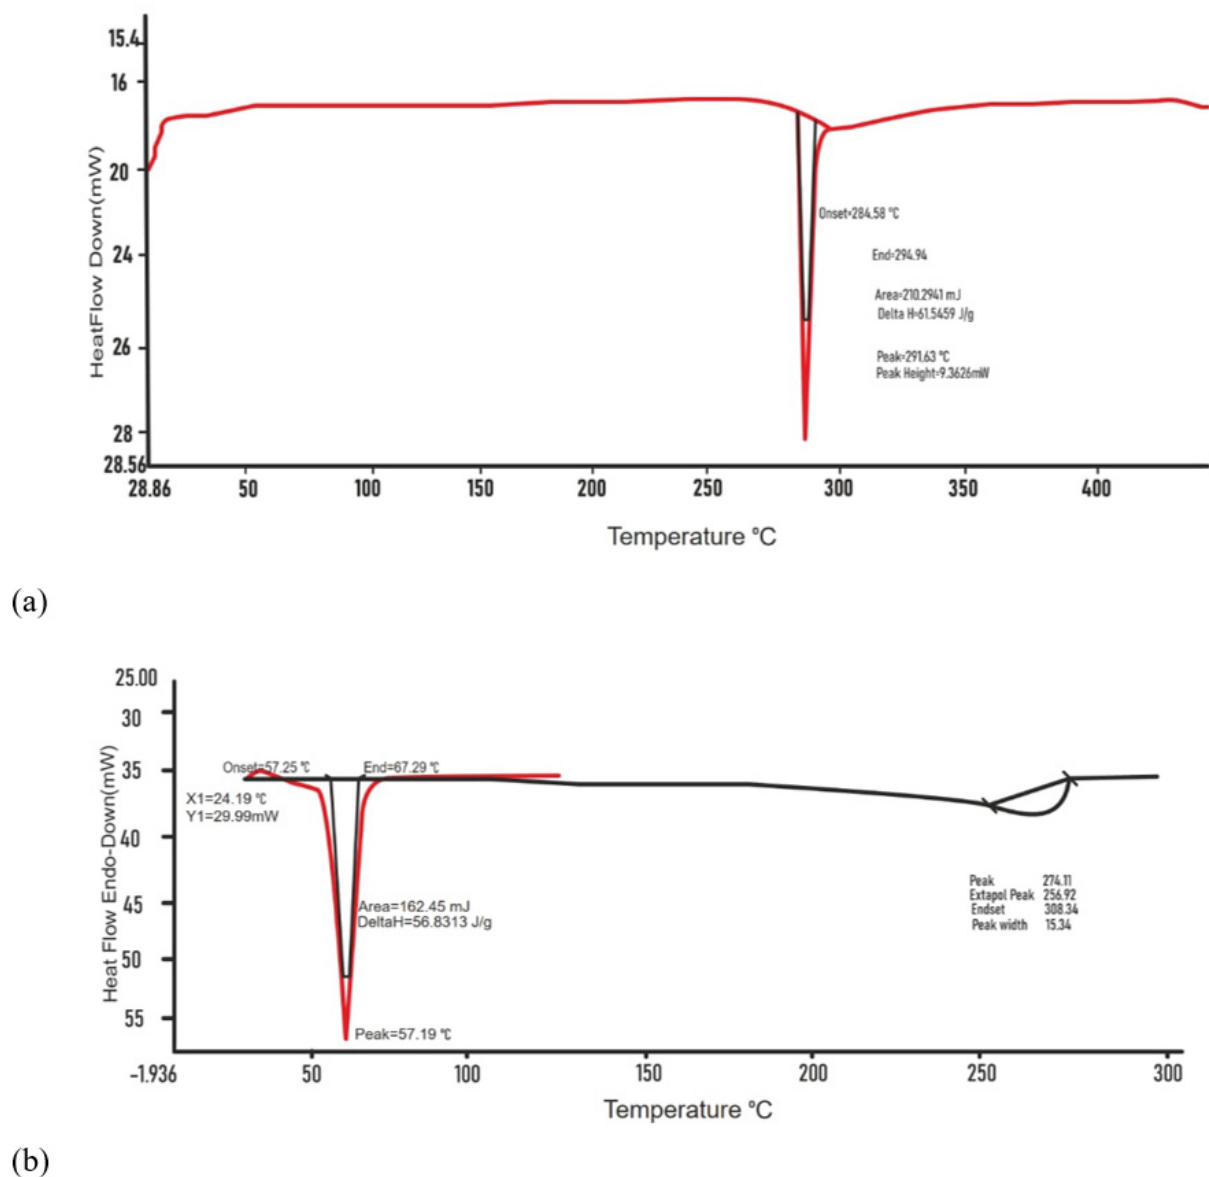 HeatFlow Down(mW)
15.4
16
20
24
26
28
28.56
Onset=284.58 °C
End=294.94
Area=210.2941 mJ
Delta H=61.5459 J/g
Peak=291.63 °C
Peak Height=9.3626mW
28.86 50 100 150 200 250 300 350 400
Temperature °C
(a)
Heat Flow Endo-Down(mW)
25.00
30
35
40
45
50
55
Onset=57.25 °C End=67.29 °C
X1=24.19 °C
Y1=29.99mW
Area=162.45 mJ
DeltaH=56.8313 J/g
Peak=57.19 °C
Peak 274.11
Extapol Peak 256.92
Endset 308.34
Peak width 15.34
-1.936 50 100 150 200 250 300
Temperature °C
(b)